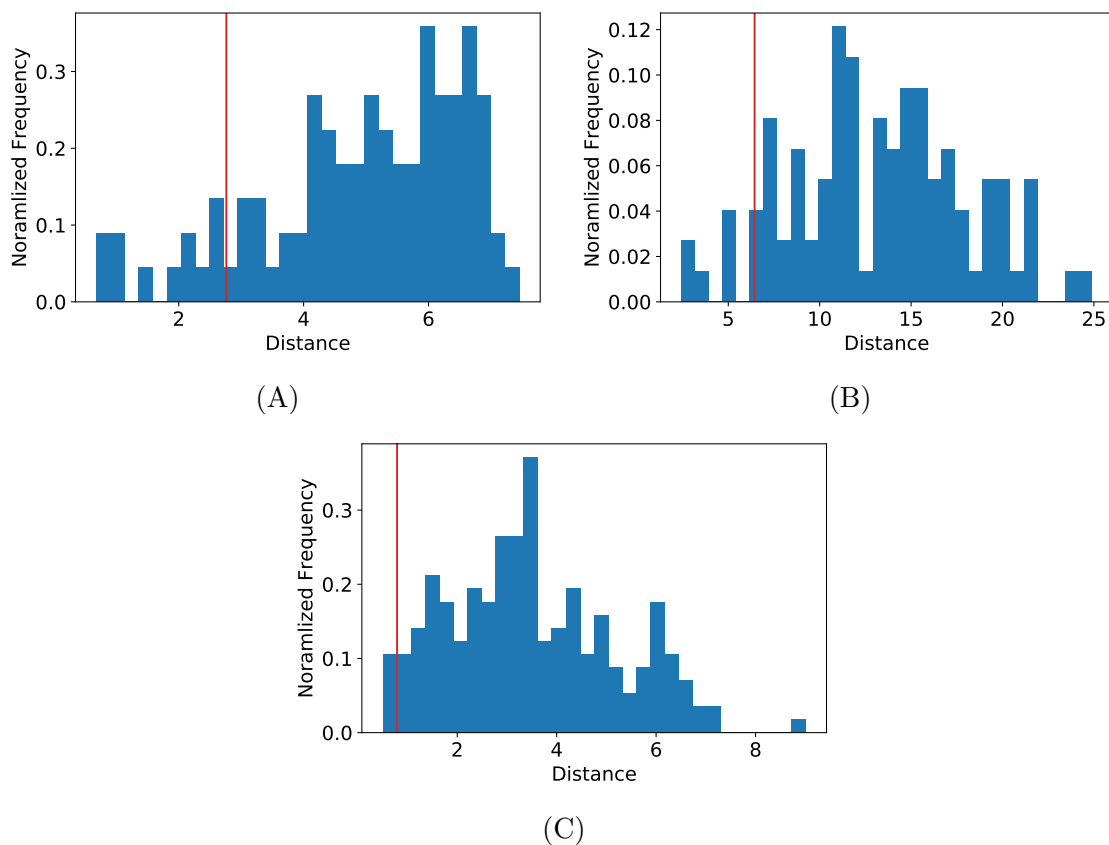 0.3
0.2
0.1
0.0
Noramlized Frequency
2 4 6
Distance
(A)
0.12
0.10
0.08
0.06
0.04
0.02
0.00
Noramlized Frequency
5 10 15 20 25
Distance
(B)
0.3
0.2
0.1
0.0
Noramlized Frequency
2 4 6 8
Distance
(C)